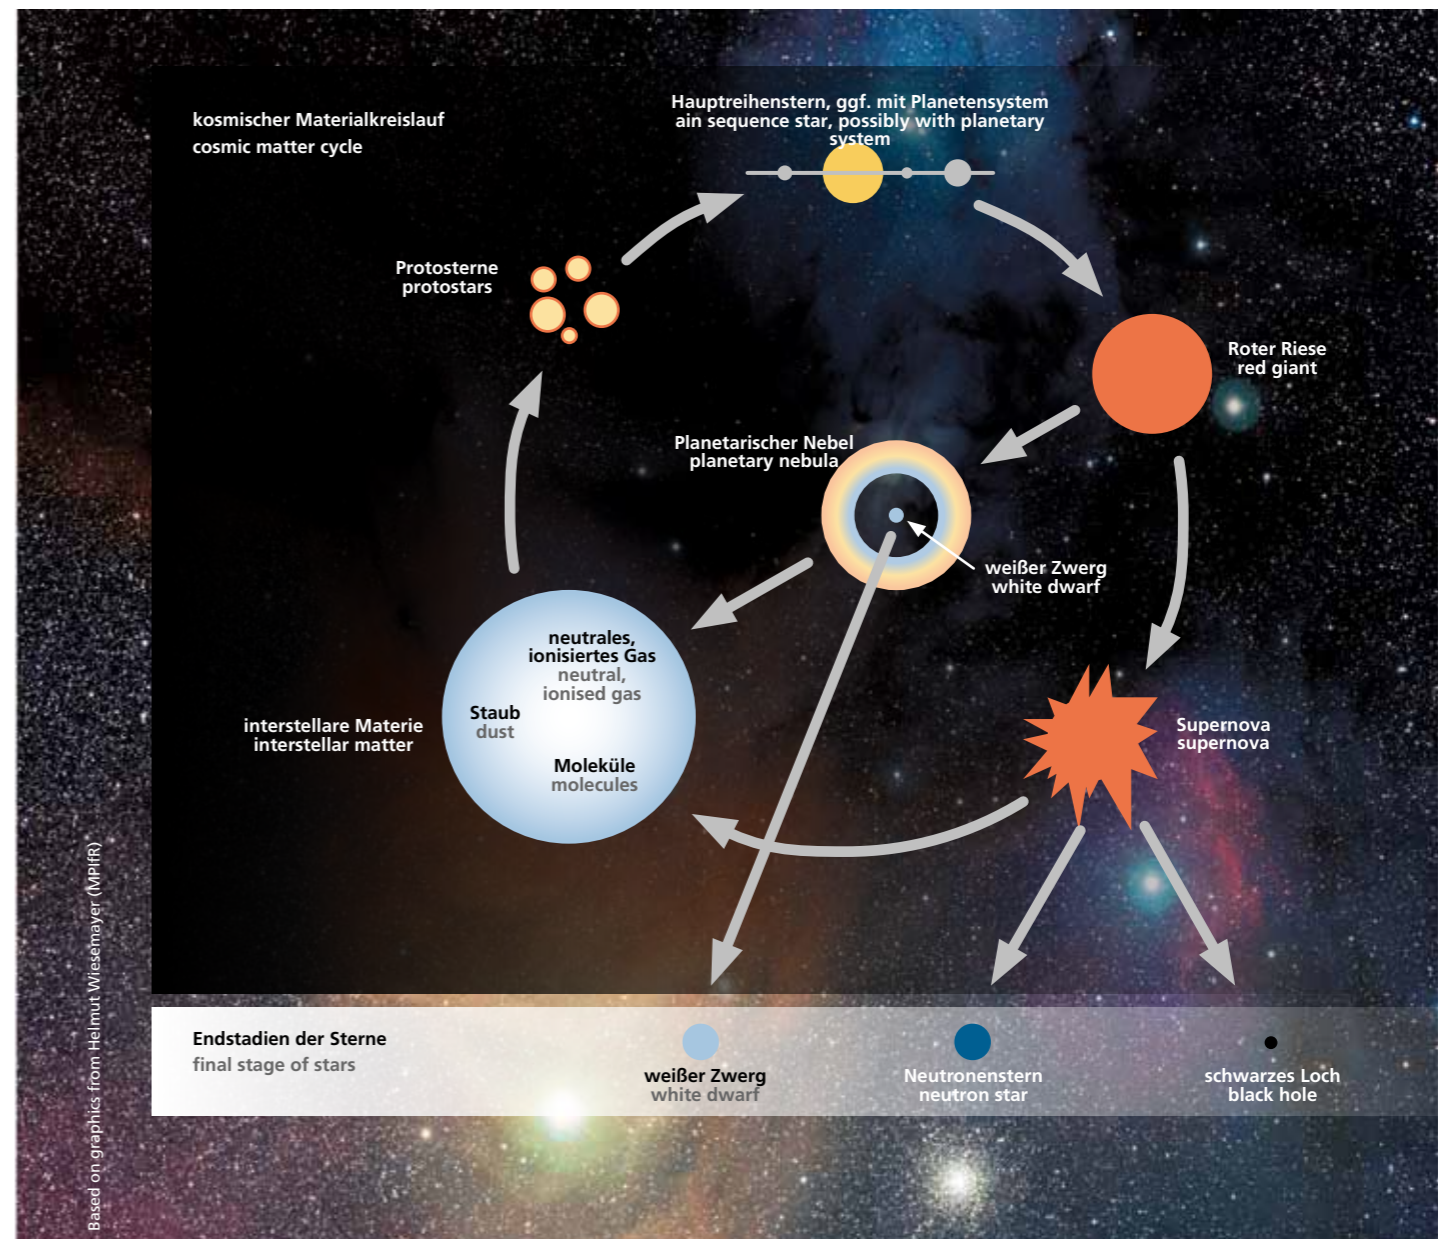 kosmischer Materialkreislauf
cosmic matter cycle
Hauptreihenstern, ggf. mit Planetensystem
ain sequence star, possibly with planetary
system
Protosterne
protostars
Roter Riese
red giant
Planetarischer Nebel
planetary nebula
weißer Zwerg
white dwarf
neutrales,
ionisiertes Gas
neutral,
ionised gas
Staub
dust
Moleküle
molecules
interstellare Materie
interstellar matter
Supernova
supernova
Endstadien der Sterne
final stage of stars
weißer Zwerg
white dwarf
Neutronenstern
neutron star
schwarzes Loch
black hole
Based on graphics from Helmut Wiesemayer (MPIfR)